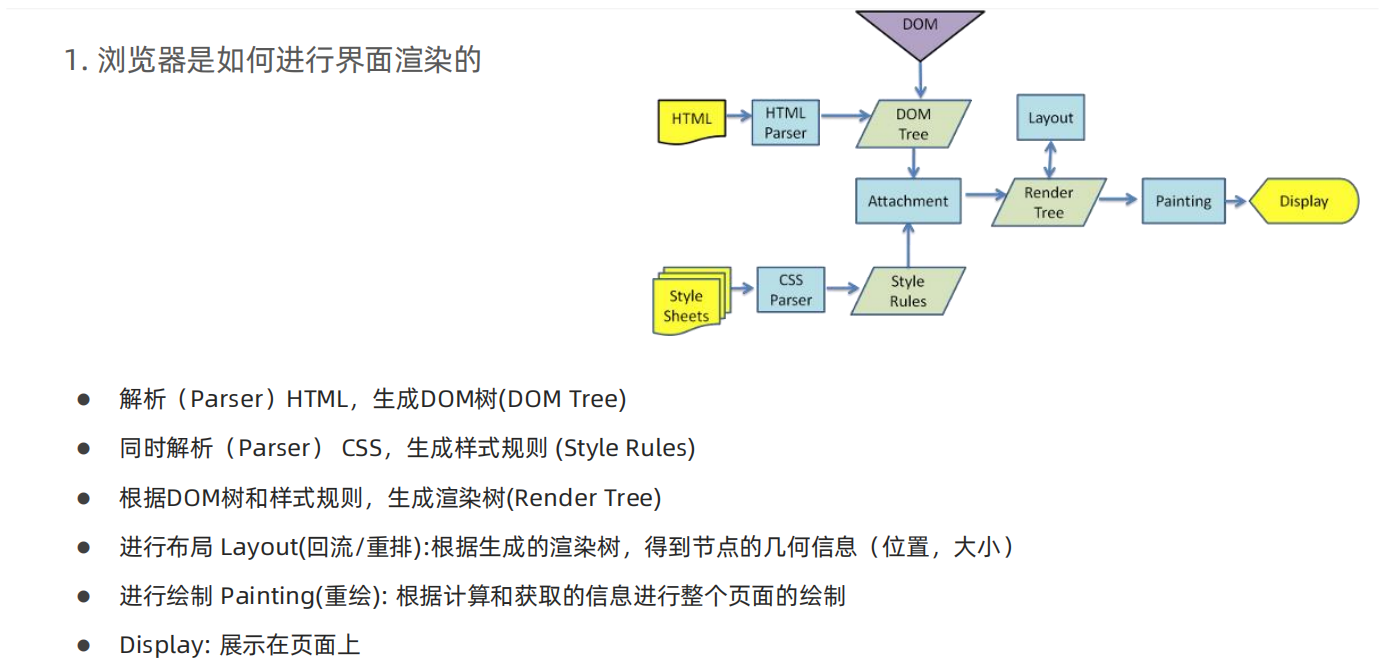 1. 浏览器是如何进行界面渲染的
DOM
HTML
HTML
Parser
DOM
Tree
Layout
Attachment
Render
Tree
Painting
Display
Style
Sheets
CSS
Parser
Style
Rules
● 解析（Parser）HTML，生成DOM树(DOM Tree)
● 同时解析（Parser） CSS，生成样式规则 (Style Rules)
● 根据DOM树和样式规则，生成渲染树(Render Tree)
● 进行布局 Layout(回流/重排):根据生成的渲染树，得到节点的几何信息（位置，大小）
● 进行绘制 Painting(重绘): 根据计算和获取的信息进行整个页面的绘制
● Display: 展示在页面上